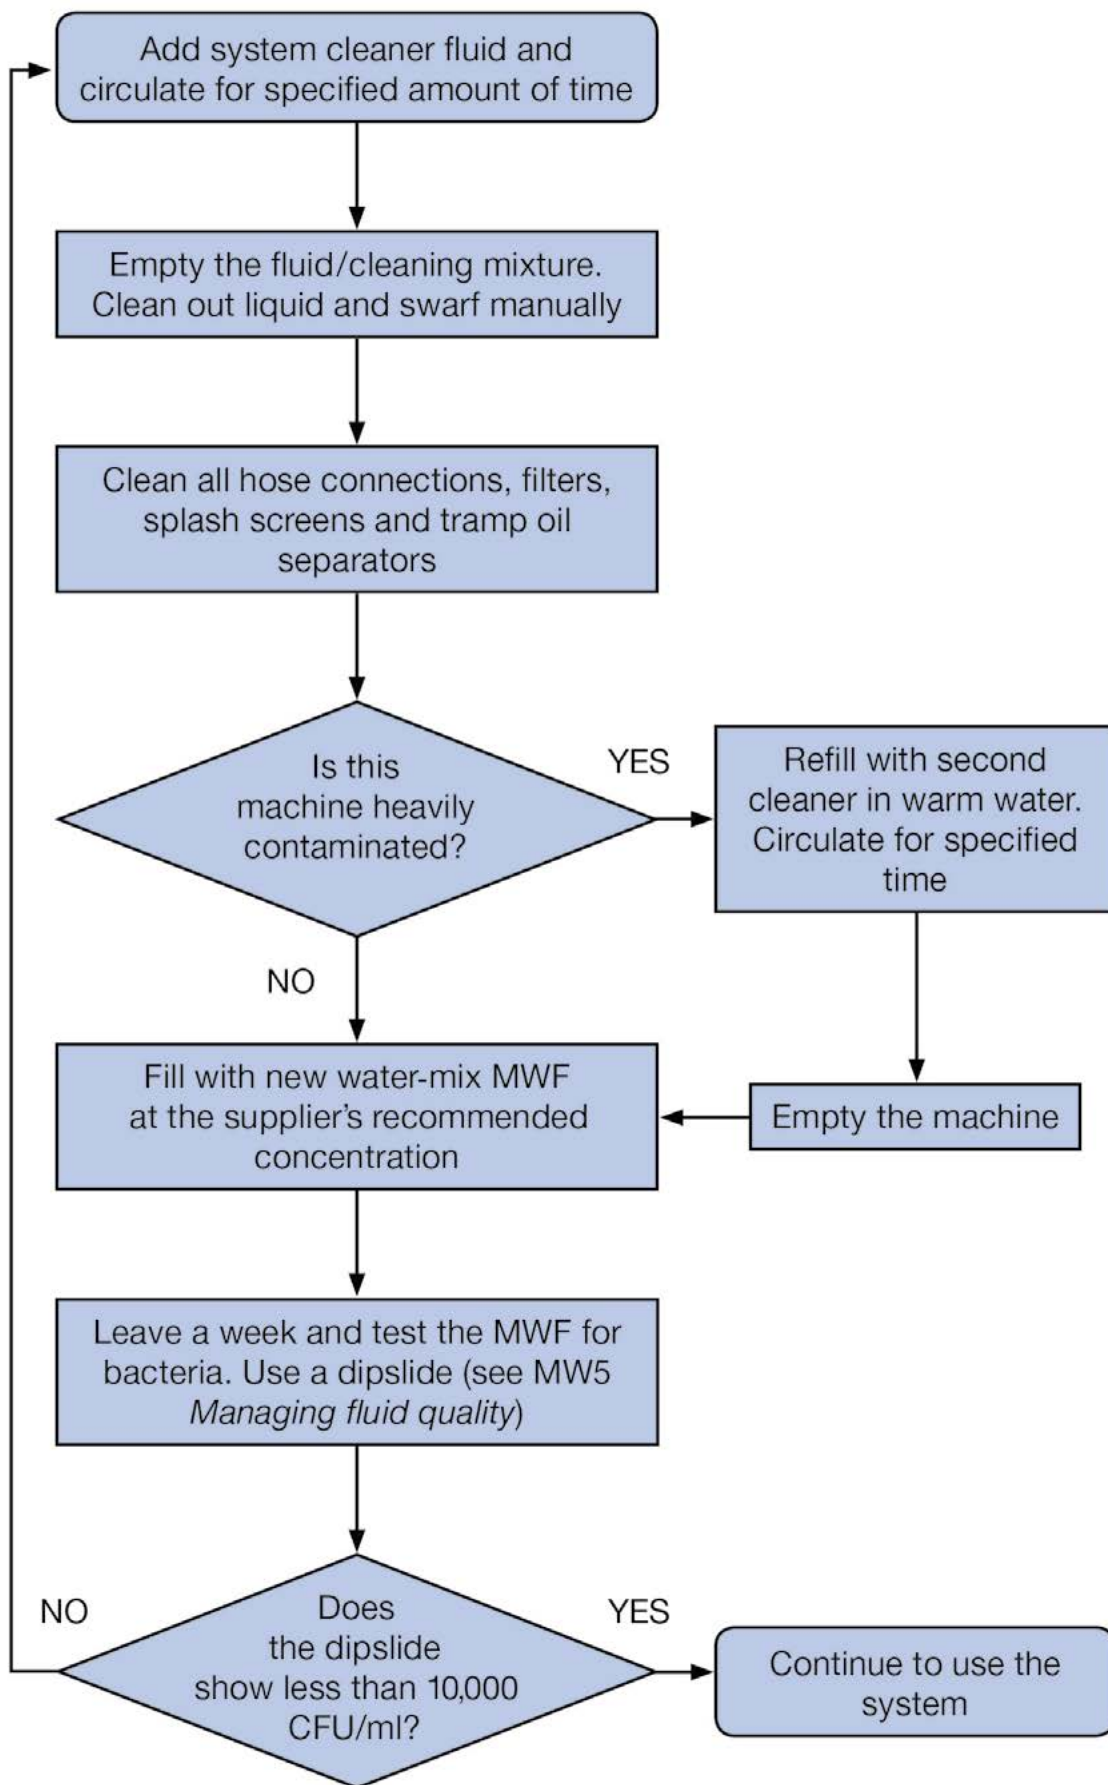 Add system cleaner fluid and
circulate for specified amount of time
Empty the fluid/cleaning mixture.
Clean out liquid and swarf manually
Clean all hose connections, filters,
splash screens and tramp oil
separators
Is this
machine heavily
contaminated?
YES
Refill with second
cleaner in warm water.
Circulate for specified
time
NO
Fill with new water-mix MWF
at the supplier’s recommended
concentration
Empty the machine
Leave a week and test the MWF for
bacteria. Use a dipslide (see MW5
Managing fluid quality)
NO
Does
the dipslide
show less than 10,000
CFU/ml?
YES
Continue to use the
system